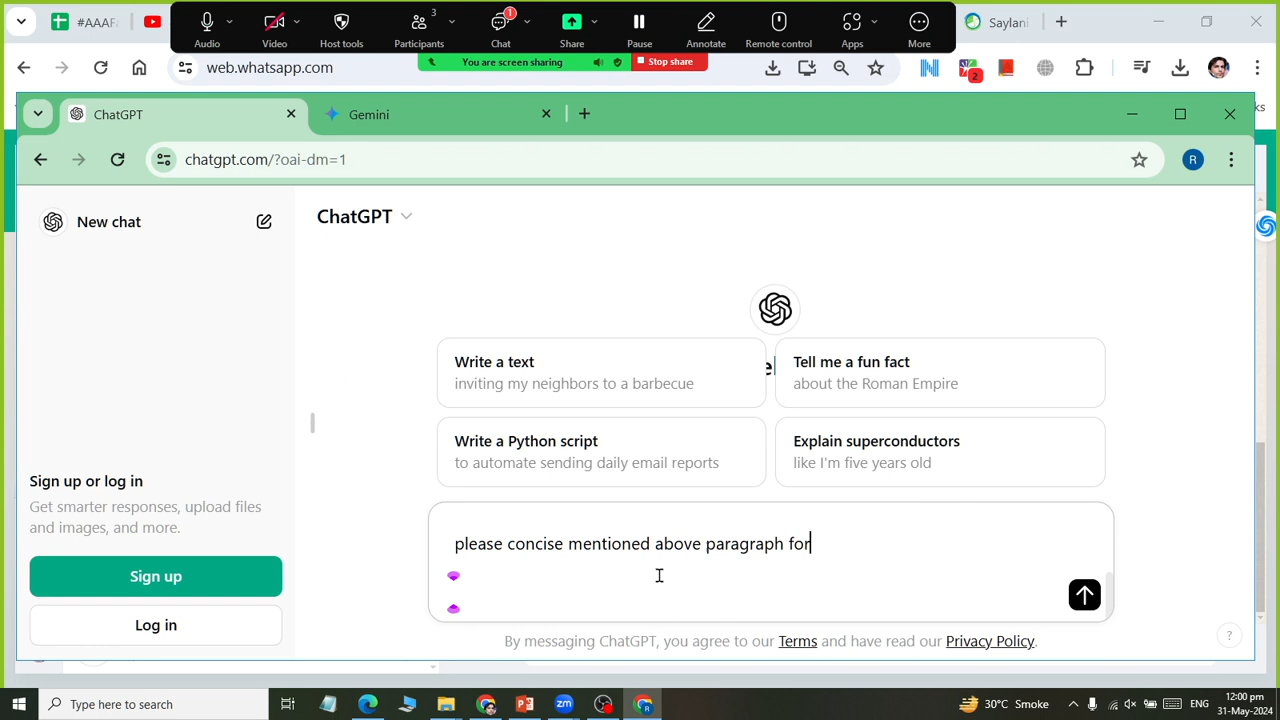 #AAAF
Saylani
Audio
Video
Host tools
3
Participants
1
Chat
Share
Pause
Annotate
Remote control
Apps
More
web.whatsapp.com
You are screen sharing
Stop share
2
ks
ChatGPT
Gemini
chatgpt.com/?oai-dm=1
R
New chat
ChatGPT
Write a text
inviting my neighbors to a barbecue
Tell me a fun fact
about the Roman Empire
Write a Python script
to automate sending daily email reports
Explain superconductors
like I'm five years old
Sign up or log in
Get smarter responses, upload files
and images, and more.
Sign up
Log in
please concise mentioned above paragraph for
By messaging ChatGPT, you agree to our Terms and have read our Privacy Policy.
?
Type here to search
zm
R
30°C Smoke
ENG
12:00 pm
31-May-2024